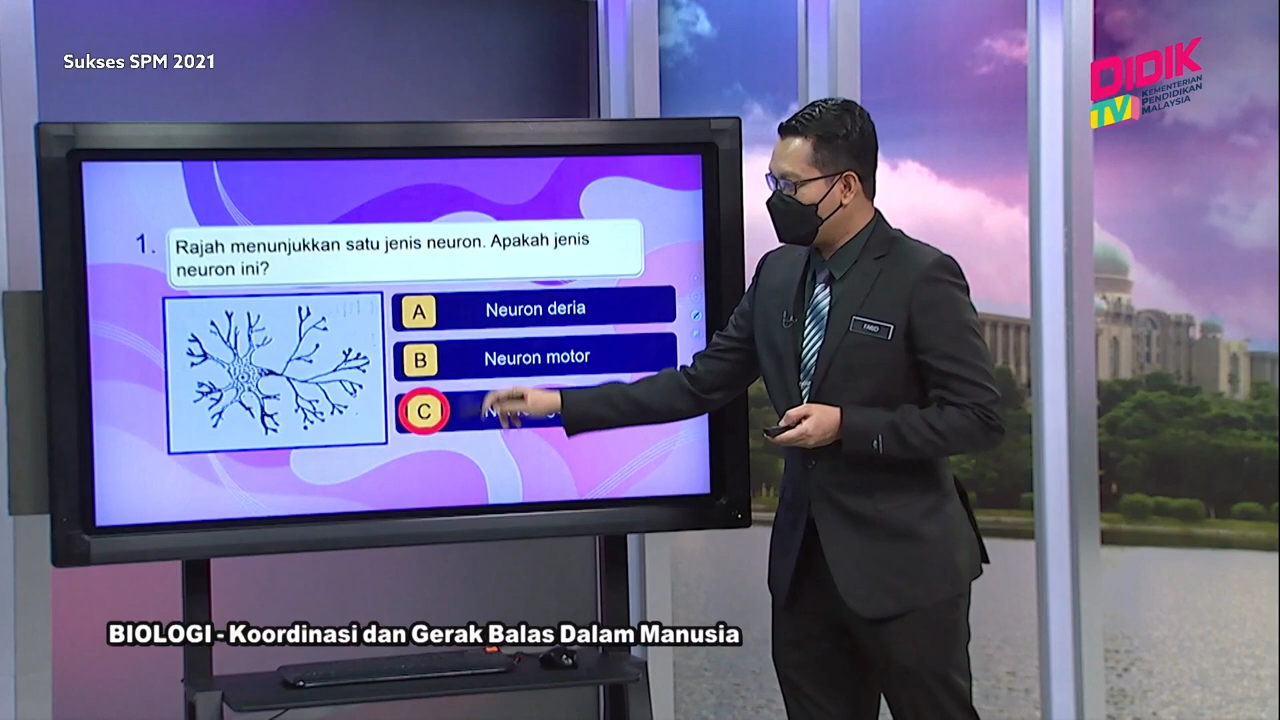 Sukses SPM 2021
DIDIK
TV
KEMENTERIAN
PENDIDIKAN
MALAYSIA
1.
Rajah menunjukkan satu jenis neuron. Apakah jenis
neuron ini?
A Neuron deria
B Neuron motor
C
BIOLOGI - Koordinasi dan Gerak Balas Dalam Manusia